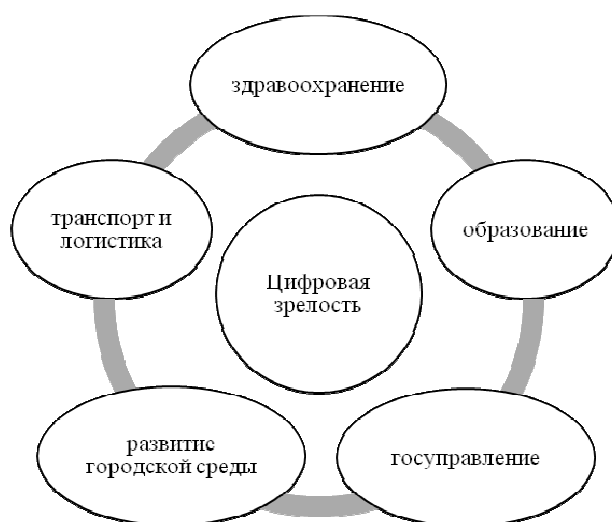 здравоохранение
транспорт и
логистика
образование
Цифровая
зрелость
развитие
городской среды
госуправление